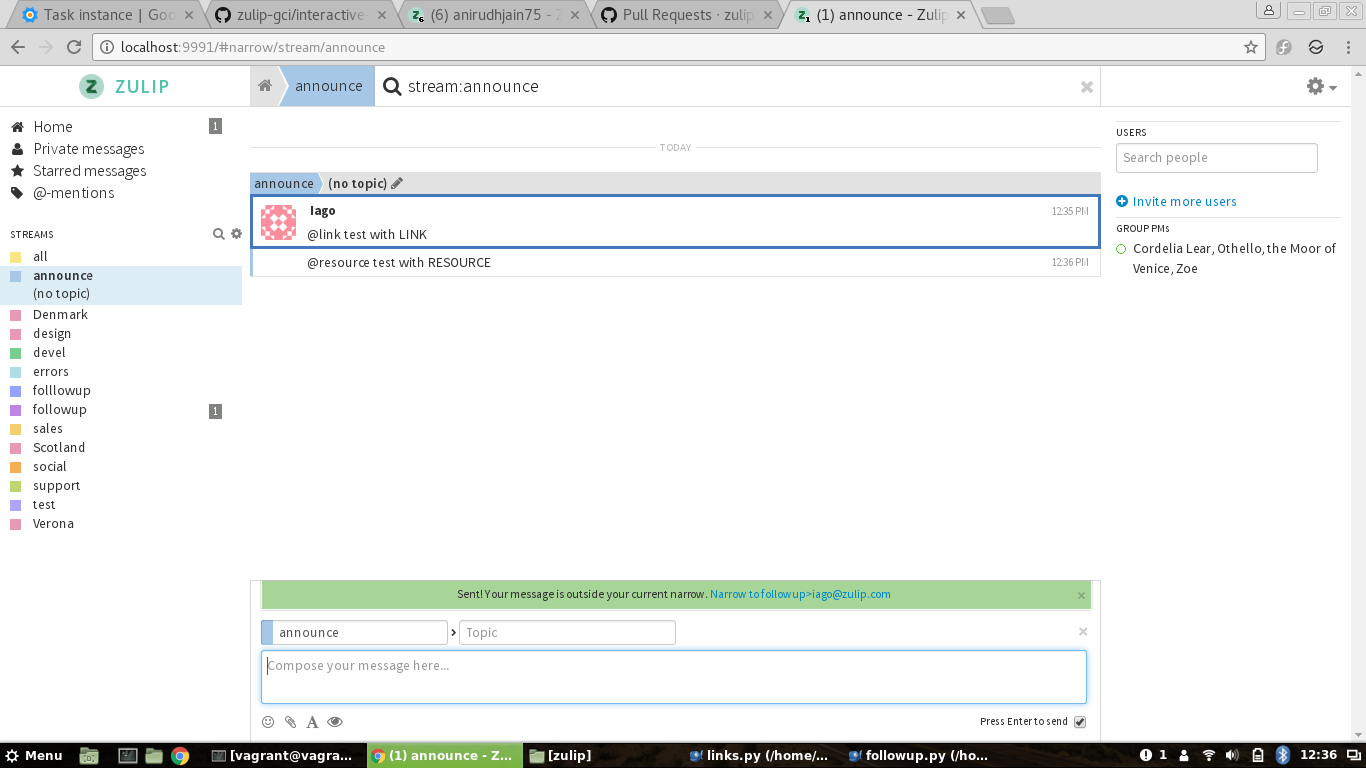 Task instance | Goo
zulip-gci/interactive-
(6) anirudhjain75 - Z
Pull Requests · zulip
(1) announce - Zulip
localhost:9991/#narrow/stream/announce
ZULIP
announce
stream:announce
Home
1
Private messages
Starred messages
@-mentions
STREAMS
all
announce
(no topic)
Denmark
design
devel
errors
folllowup
followup
1
sales
Scotland
social
support
test
Verona
TODAY
announce
(no topic)
Iago
12:35 PM
@link test with LINK
@resource test with RESOURCE
12:36 PM
USERS
Search people
Invite more users
GROUP PMs
Cordelia Lear, Othello, the Moor of
Venice, Zoe
Sent! Your message is outside your current narrow. Narrow to followup>iago@zulip.com
announce
Topic
Compose your message here...
Press Enter to send
Menu
[vagrant@vagra...
(1) announce - Z...
[zulip]
links.py (/home/...
followup.py (/ho...
1
12:36